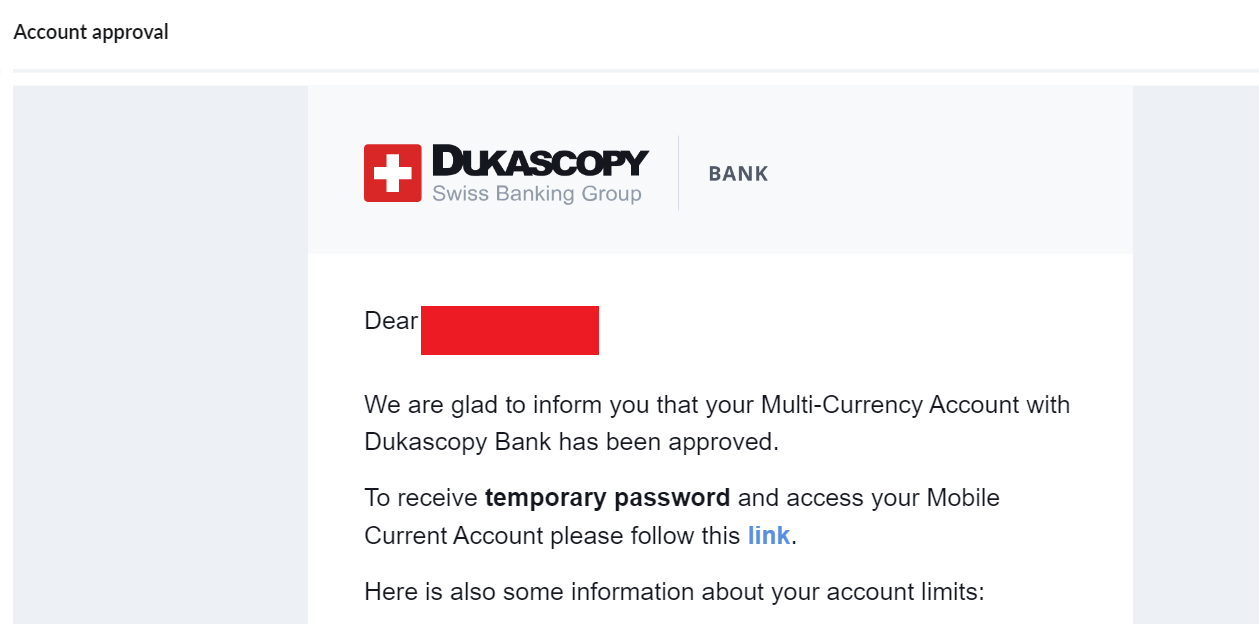 Account approval
DUKASCOPY
Swiss Banking Group
BANK
Dear
We are glad to inform you that your Multi-Currency Account with
Dukascopy Bank has been approved.
To receive temporary password and access your Mobile
Current Account please follow this link.
Here is also some information about your account limits: